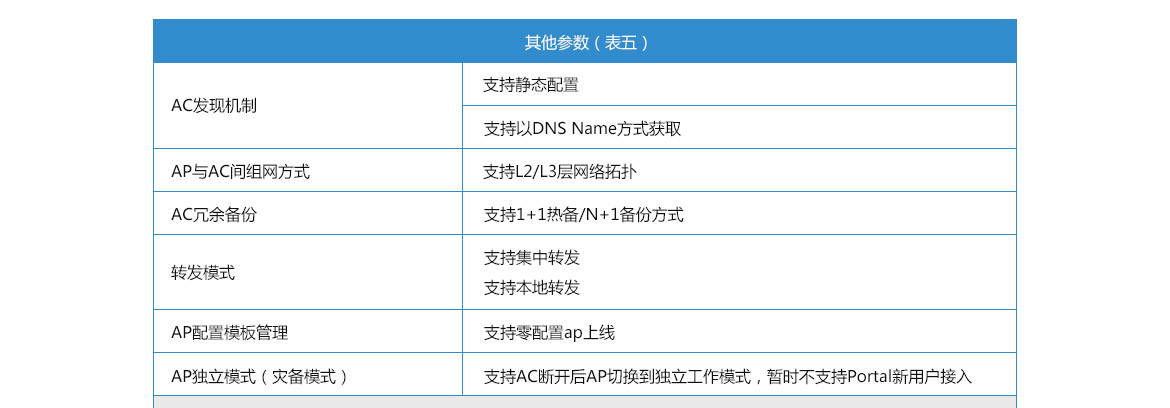 其他参数（表五）
AC发现机制
支持静态配置
支持以DNS Name方式获取
AP与AC间组网方式
支持L2/L3层网络拓扑
AC冗余备份
支持1+1热备/N+1备份方式
转发模式
支持集中转发
支持本地转发
AP配置模板管理
支持零配置ap上线
AP独立模式（灾备模式）
支持AC断开后AP切换到独立工作模式，暂时不支持Portal新用户接入